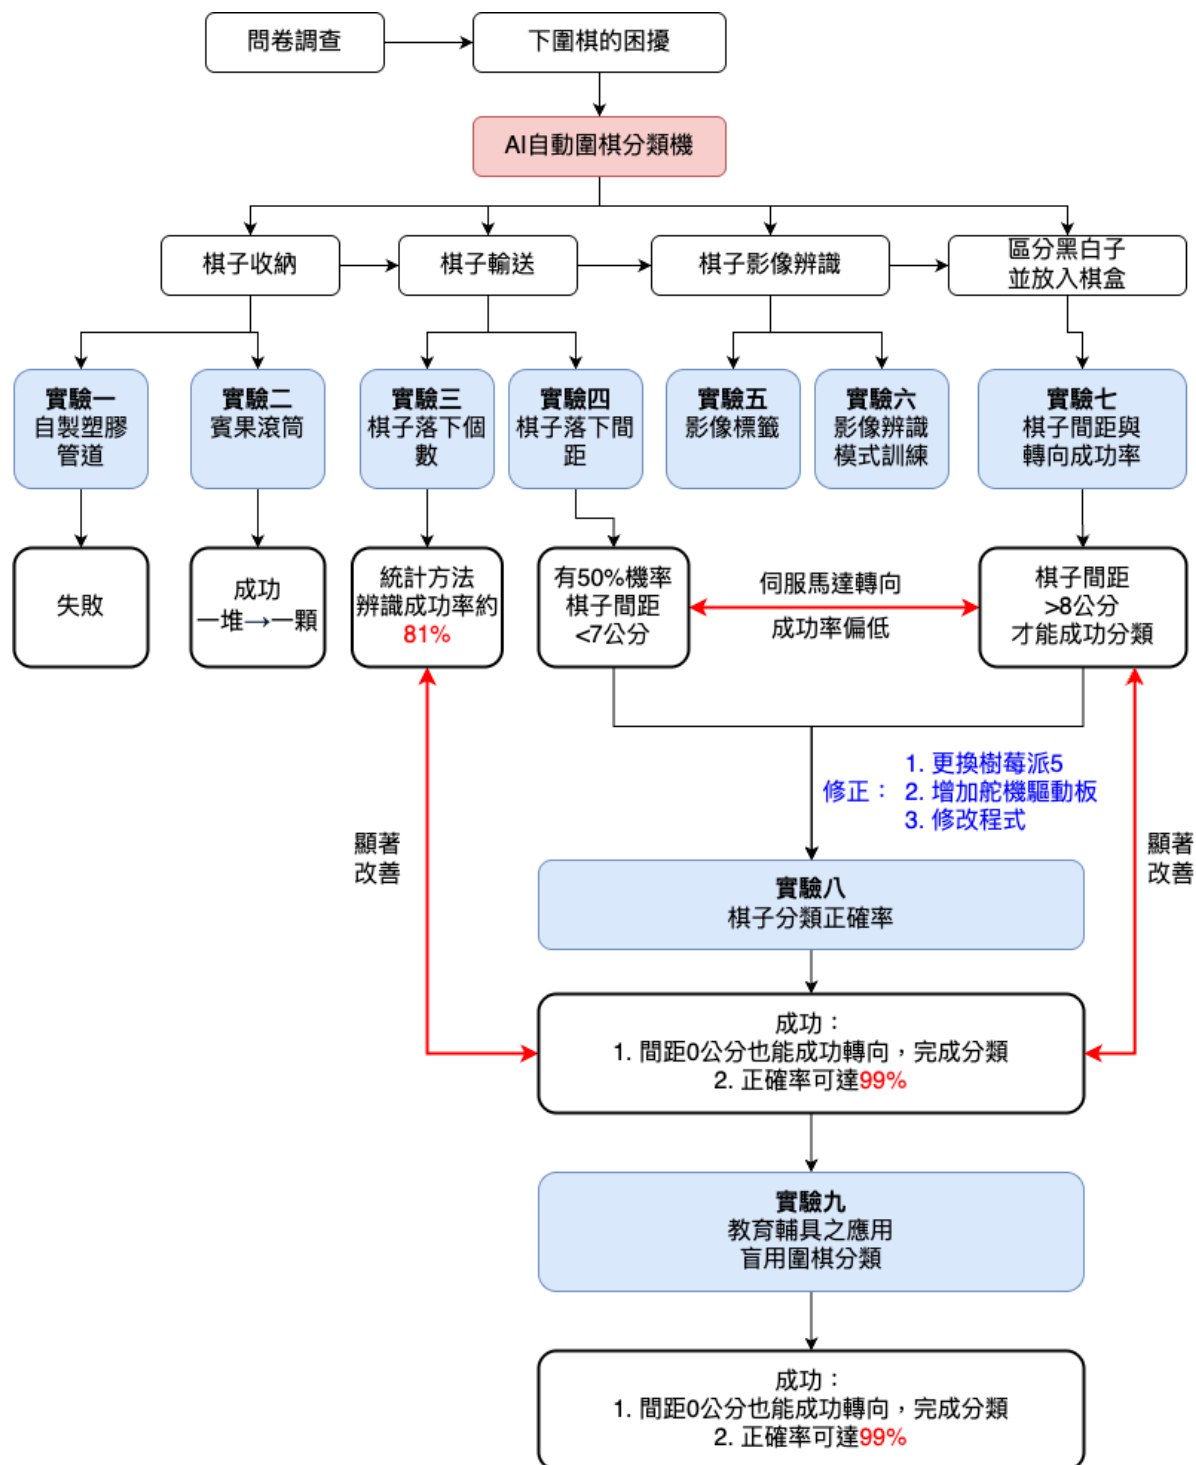 問卷調查
下圍棋的困擾
AI自動圍棋分類機
棋子收納
棋子輸送
棋子影像辨識
區分黑白子
並放入棋盒
實驗一
自製塑膠
管道
實驗二
賓果滾筒
實驗三
棋子落下個
數
實驗四
棋子落下間
距
實驗五
影像標籤
實驗六
影像辨識
模式訓練
實驗七
棋子間距與
轉向成功率
失敗
成功
一堆→一顆
統計方法
辨識成功率約
81%
有50%機率
棋子間距
<7公分
伺服馬達轉向
成功率偏低
棋子間距
>8公分
才能成功分類
修正：
1. 更換樹莓派5
2. 增加舵機驅動板
3. 修改程式
顯著
改善
顯著
改善
實驗八
棋子分類正確率
成功：
1. 間距0公分也能成功轉向，完成分類
2. 正確率可達99%
實驗九
教育輔具之應用
盲用圍棋分類
成功：
1. 間距0公分也能成功轉向，完成分類
2. 正確率可達99%